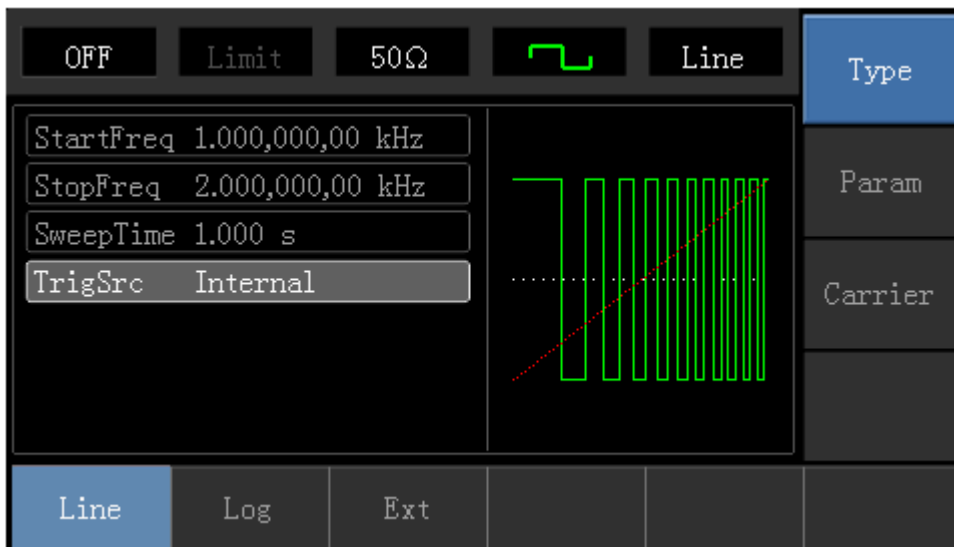 OFF Limit 50Ω Line
Type
StartFreq 1.000,000,00 kHz
StopFreq 2.000,000,00 kHz
Param
SweepTime 1.000 s
TrigSrc Internal
Carrier
Line Log Ext